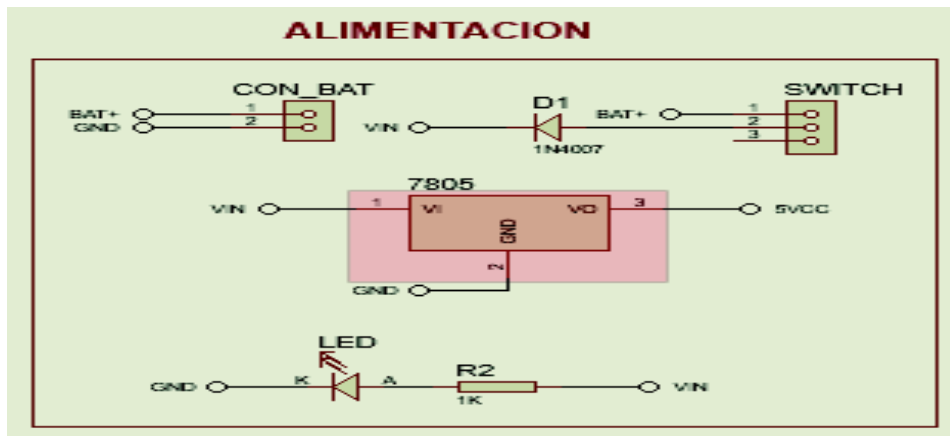 ALIMENTACION
CON_BAT
BAT+ 1
GND 2
D1
VIN
1N4007
SWITCH
BAT+ 1
2
3
7805
VIN 1 VI VO 3 5VCC
GND
2
GND
LED
GND K A
R2
1K
VIN